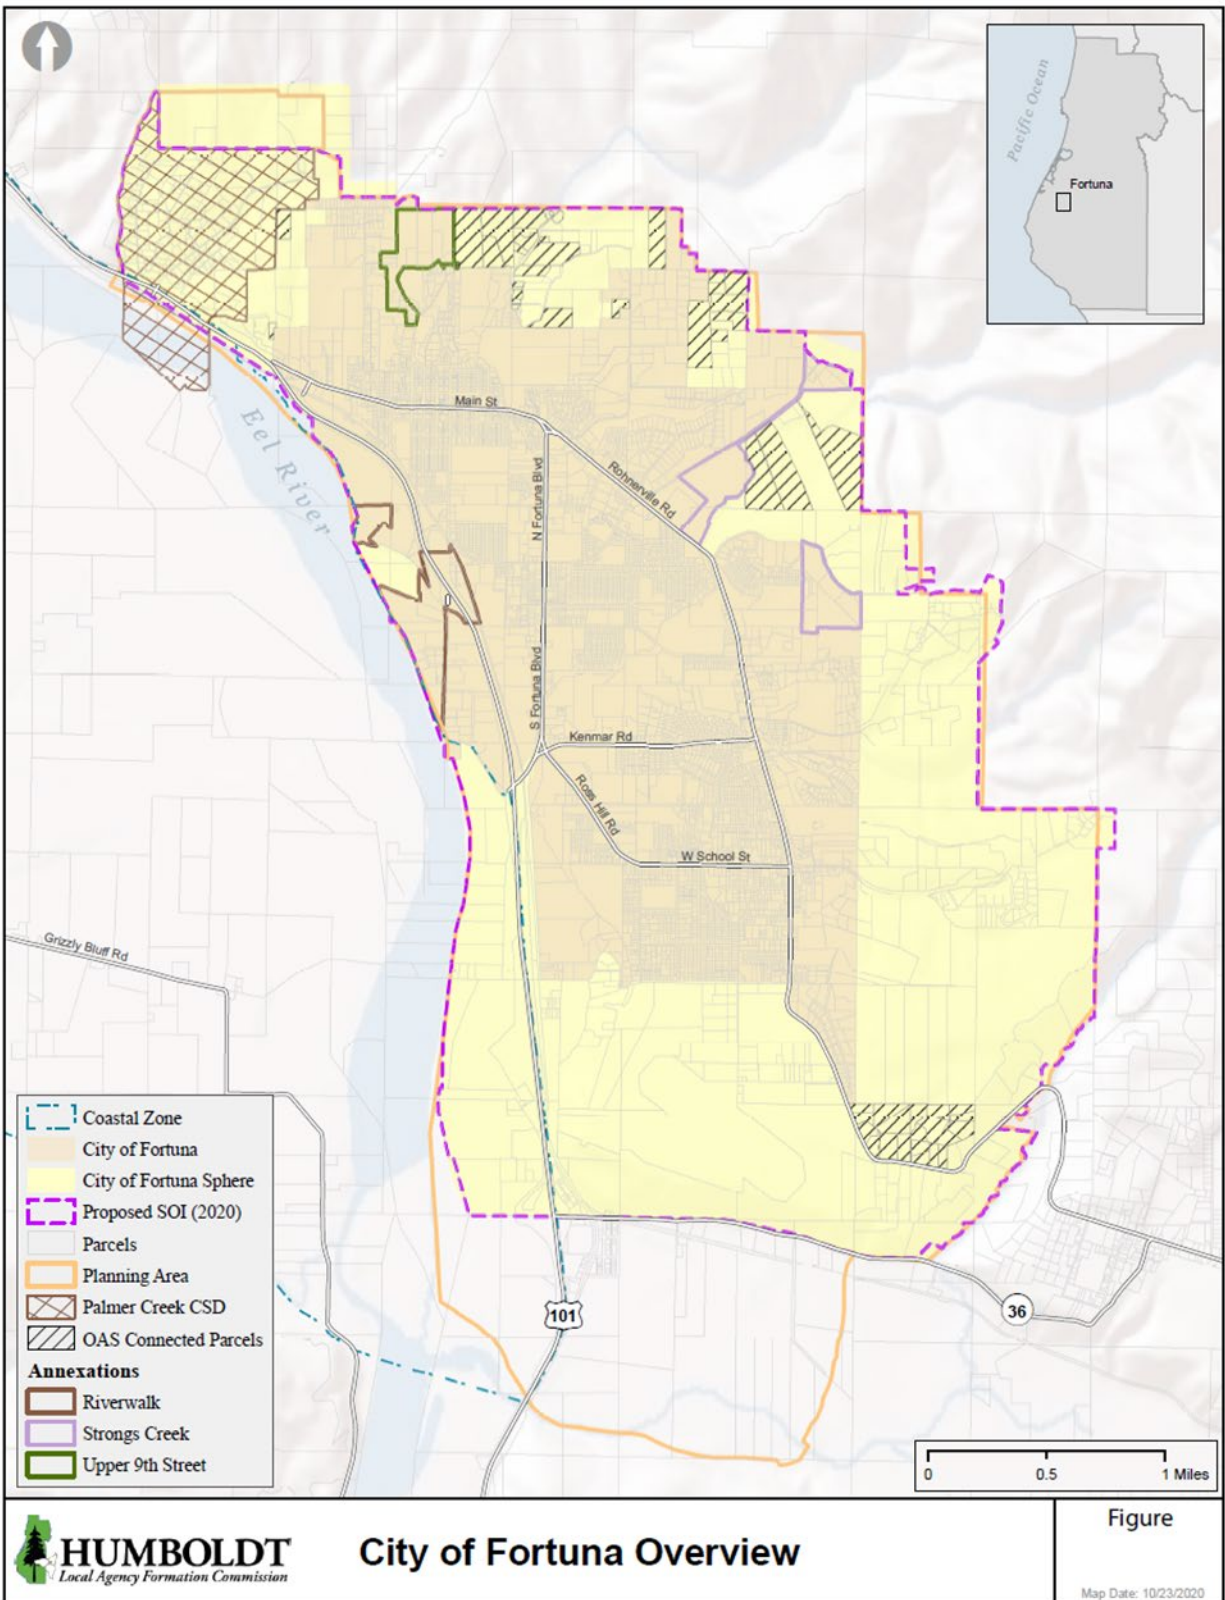 Pacific Ocean
Fortuna
Main St
Eel River
N Fortuna Blvd
Rohnerville Rd
S Fortuna Blvd
Kenmar Rd
Ross Hill Rd
W School St
Grizzly Bluff Rd
101
36
Coastal Zone
City of Fortuna
City of Fortuna Sphere
Proposed SOI (2020)
Parcels
Planning Area
Palmer Creek CSD
OAS Connected Parcels
Annexations
Riverwalk
Strongs Creek
Upper 9th Street
0 0.5 1 Miles
HUMBOLDT
Local Agency Formation Commission
City of Fortuna Overview
Figure
Map Date: 10/23/2020